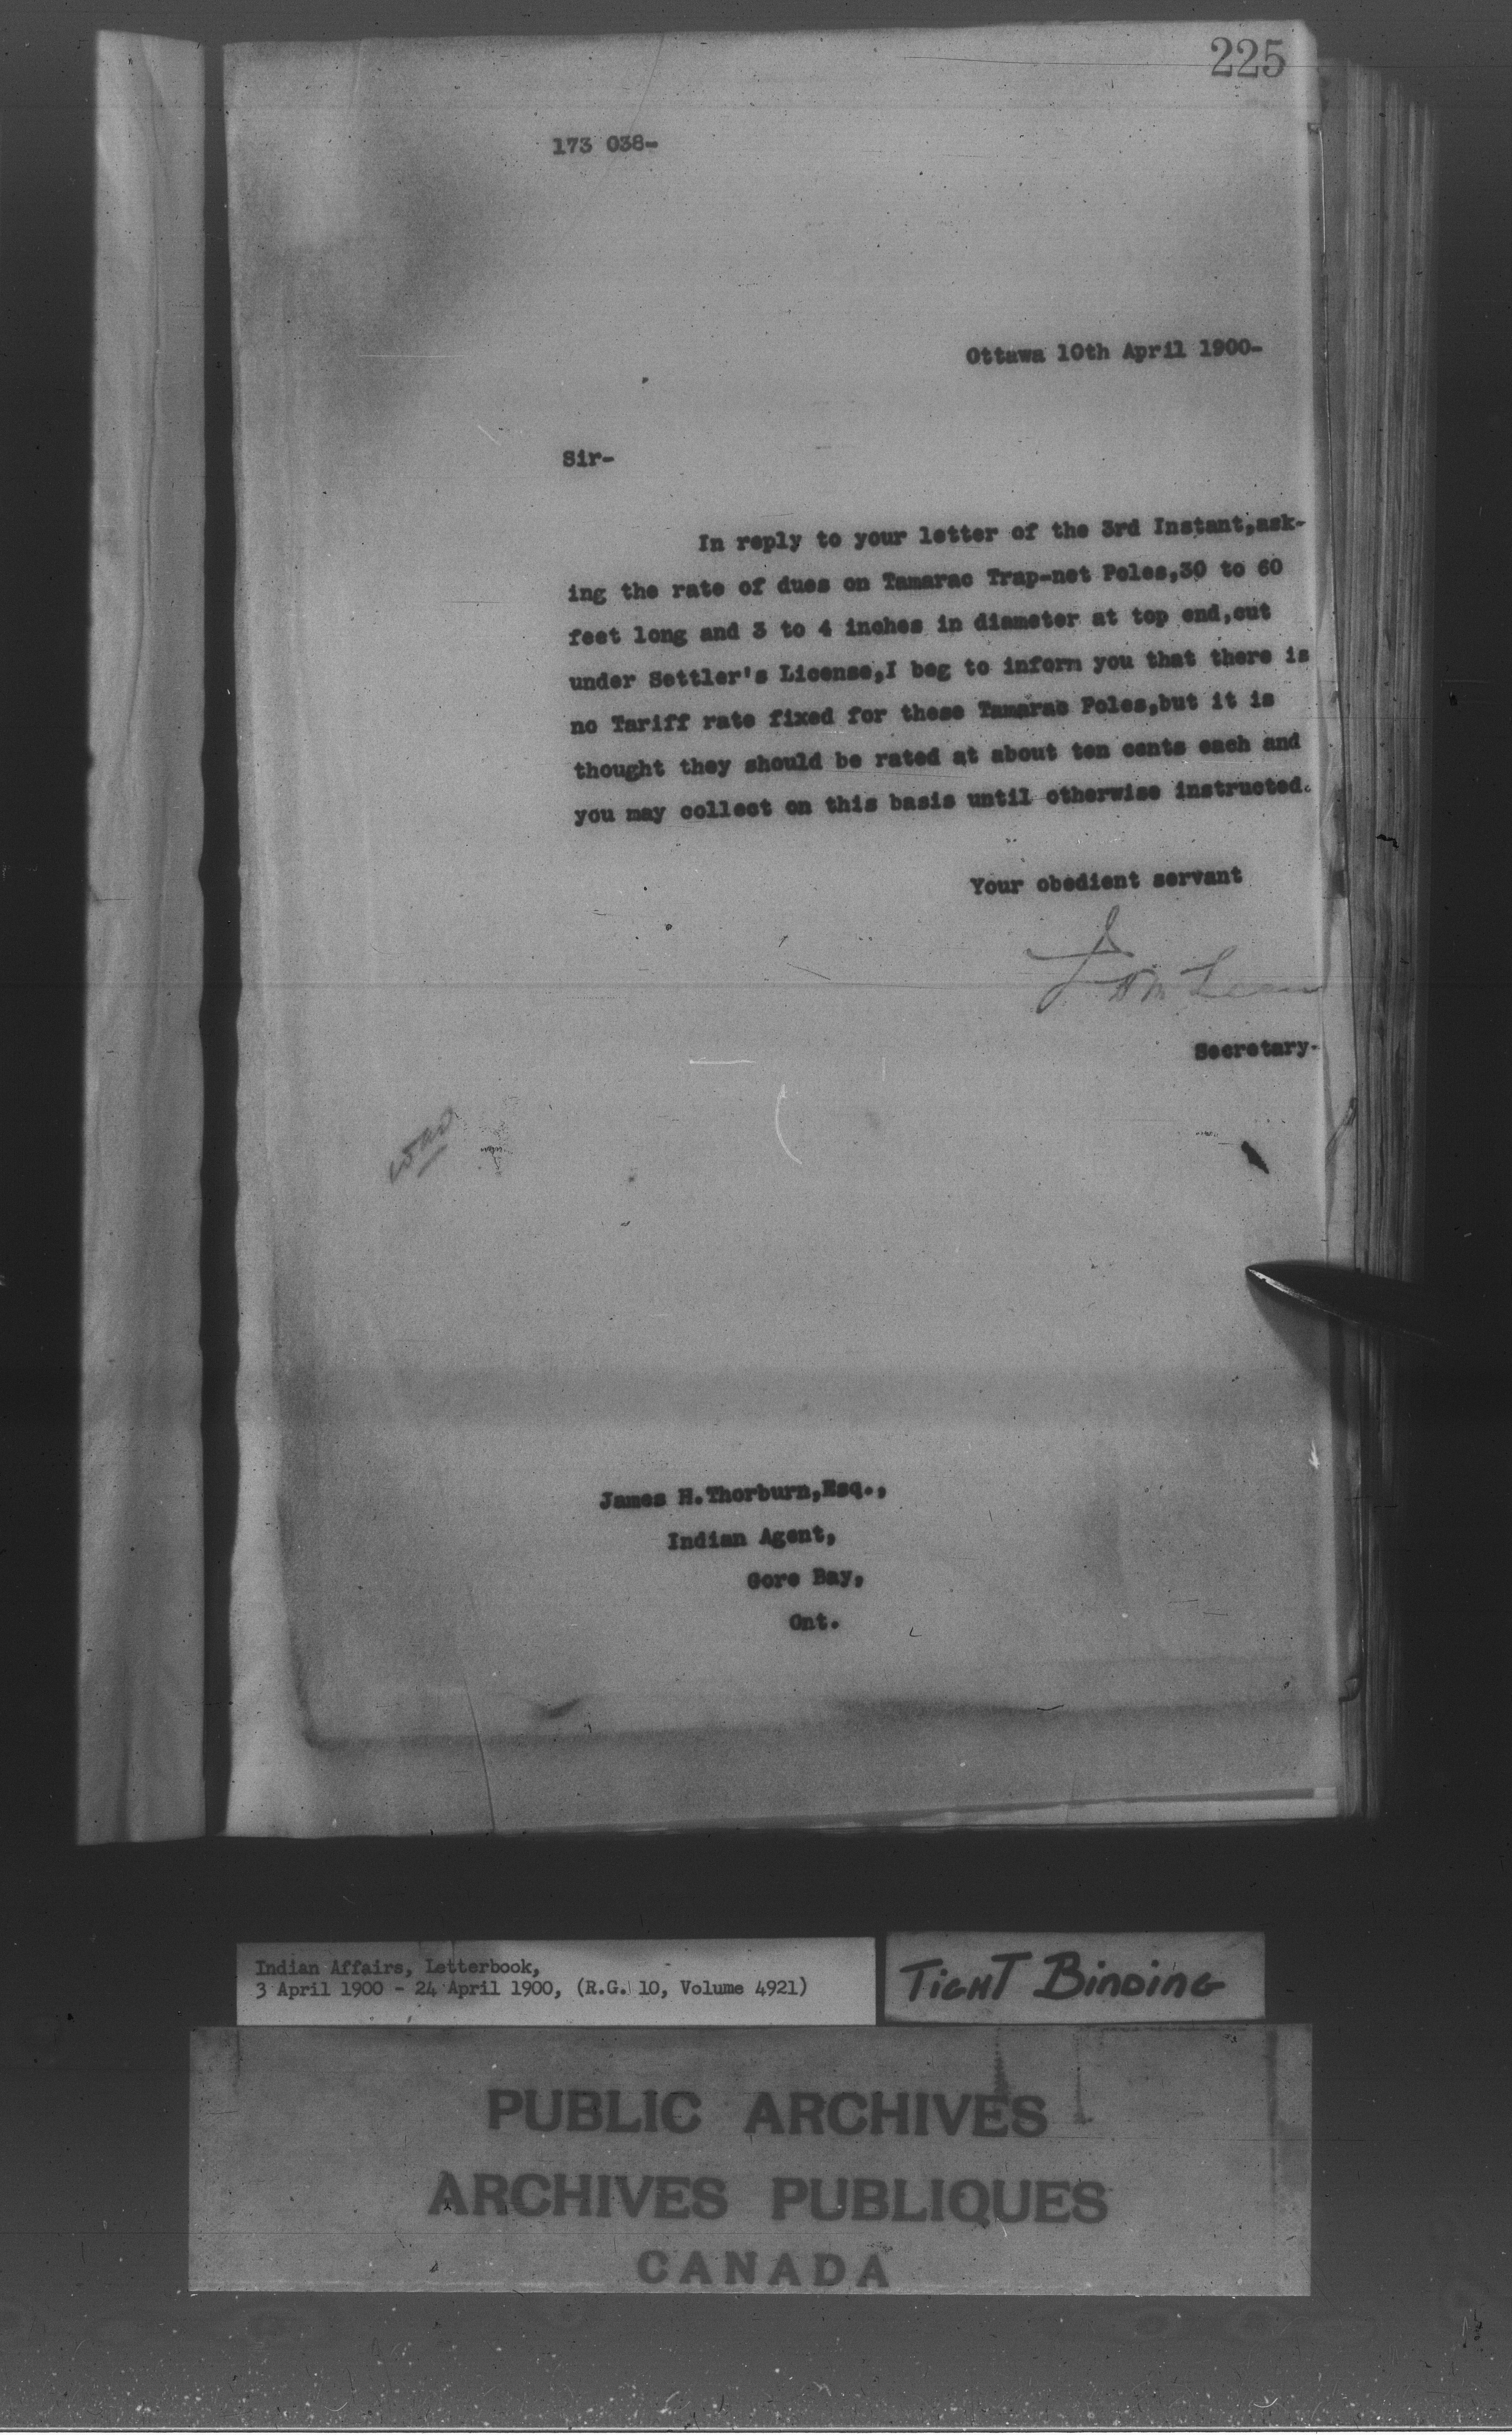 225
173 038-
Ottawa 10th April 1900-
Sir-
In reply to your letter of the 3rd Instant,ask-
ing the rate of dues on Tamarac Trap-net Poles,30 to 60
feet long and 3 to 4 inches in diameter at top end,cut
under Settler's License,I beg to inform you that there is
no Tariff rate fixed for these Tamarac Poles,but it is
thought they should be rated at about ten cents each and
you may collect on this basis until otherwise instructed.
Your obedient servant
McLean
Secretary-
James H.Thorburn,Esq.,
Indian Agent,
Gore Bay,
Ont.
Indian Affairs, Letterbook,
3 April 1900 - 24 April 1900, (R.G. 10, Volume 4921)
TIGHT BINDING
PUBLIC ARCHIVES
ARCHIVES PUBLIQUES
CANADA